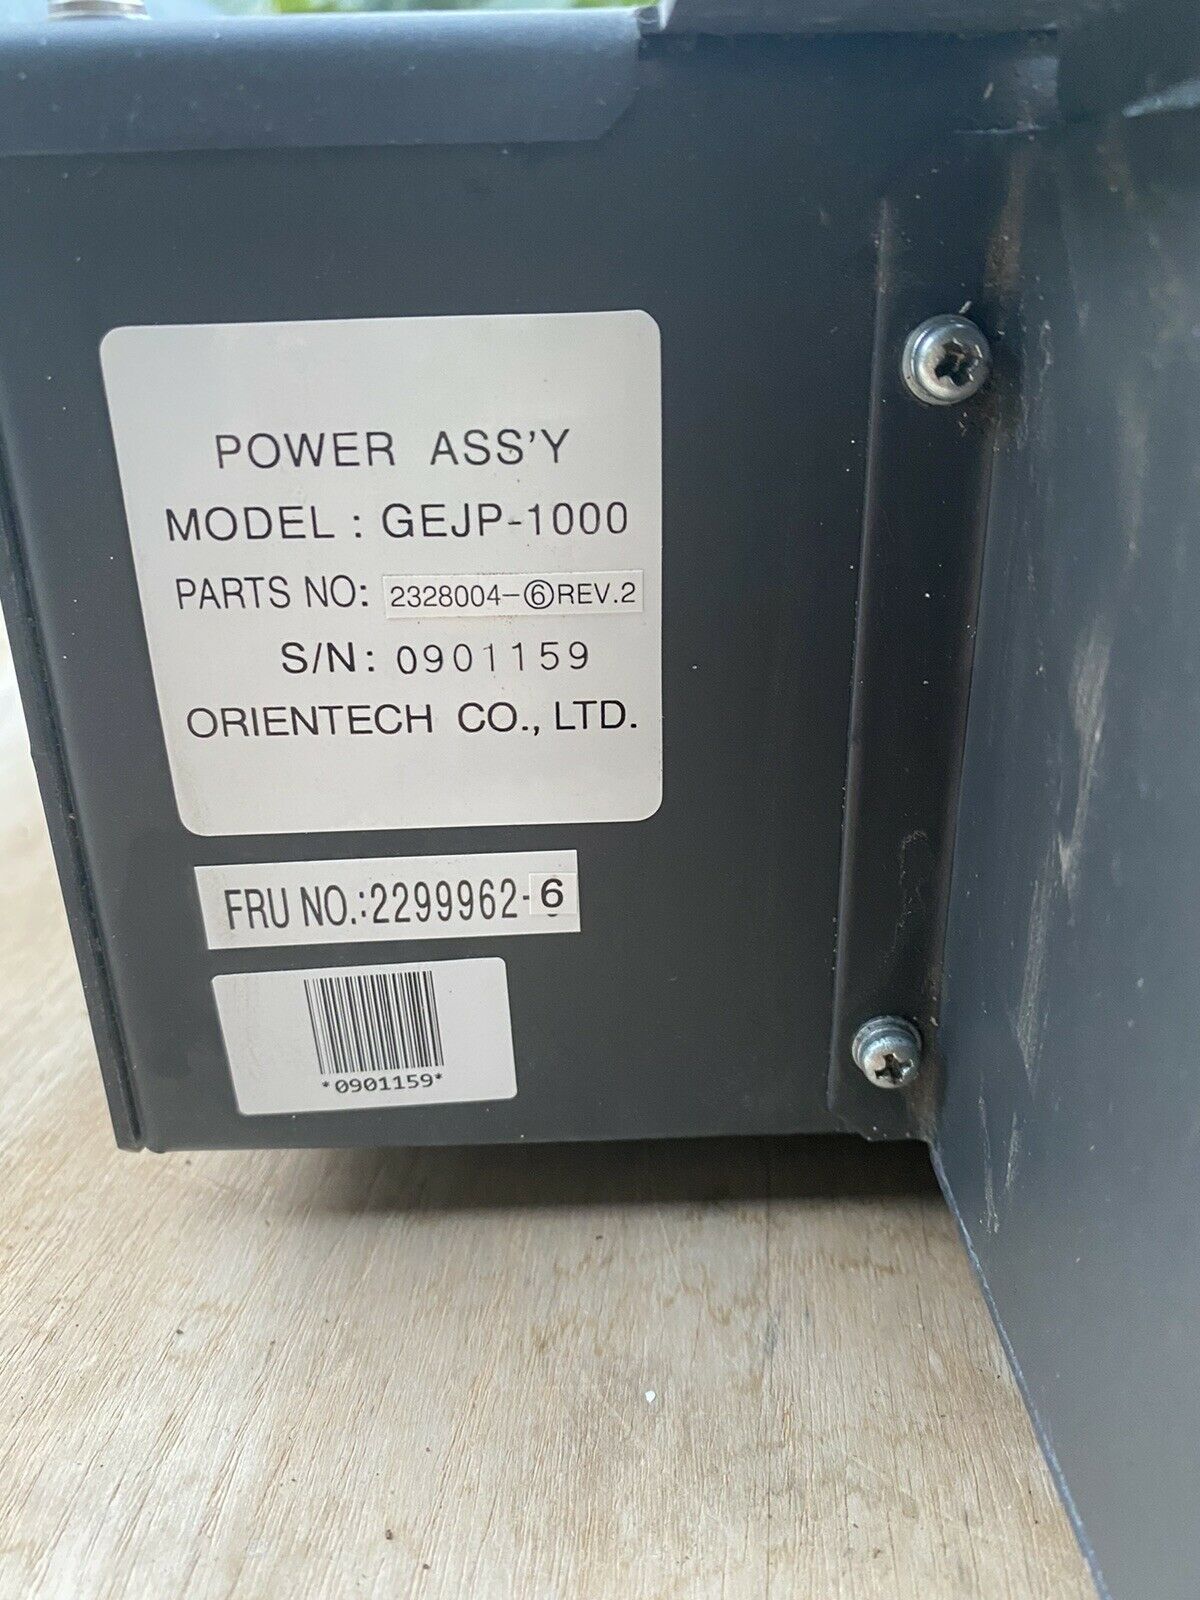 POWER ASS'Y
MODEL : GEJP-1000
PARTS NO: 2328004-⑥REV.2
S/N: 0901159
ORIENTECH CO., LTD.
FRU NO.:2299962-6
*0901159*